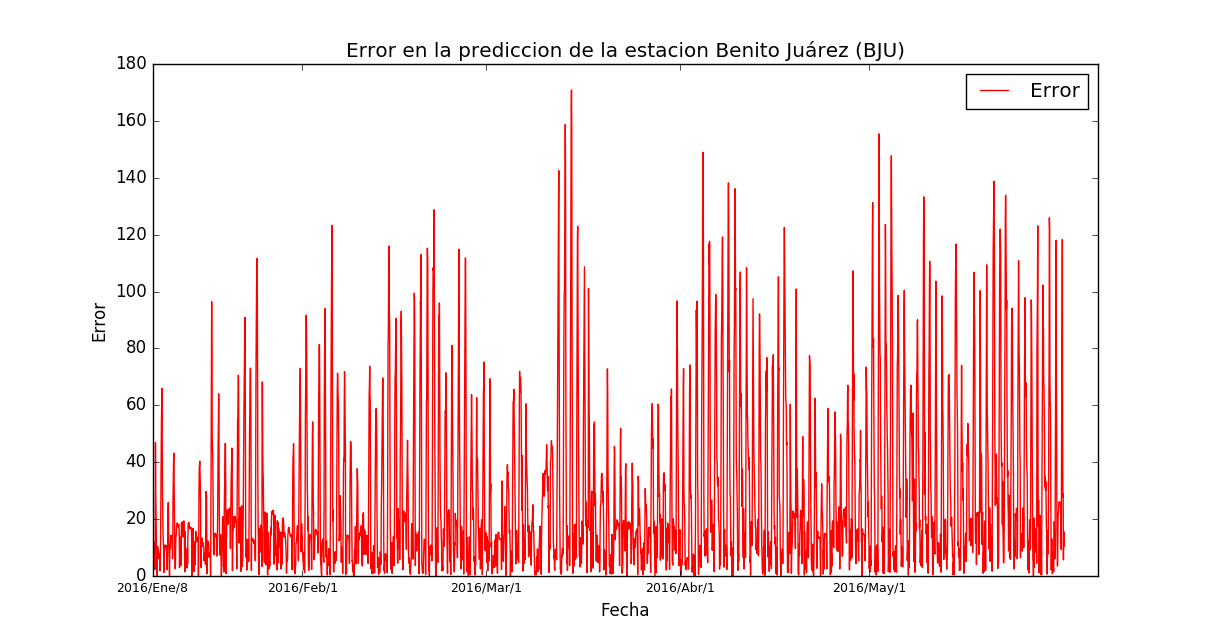 Error en la prediccion de la estacion Benito Juárez (BJU)
180
160
140
120
100
80
60
40
20
0
Error
Error
2016/Ene/8
2016/Feb/1
2016/Mar/1
2016/Abr/1
2016/May/1
Fecha